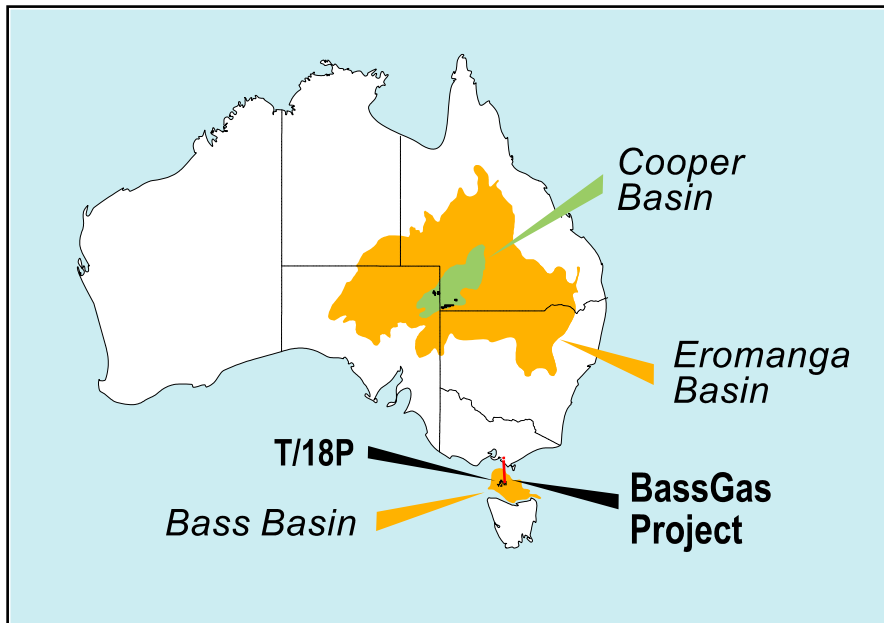 Cooper
Basin
Eromanga
Basin
T/18P
BassGas
Project
Bass Basin